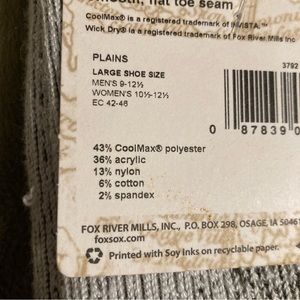 smooth, flat toe seam
CoolMax® is a registered trademark of INVISTA.™
Wick Dry® is a registered trademark of Fox River Mills Inc
PLAINS
3792
LARGE SHOE SIZE
MEN'S 9-12½
WOMEN'S 10½-12½
EC 42-46
0 87839 0
43% CoolMax® polyester
36% acrylic
13% nylon
6% cotton
2% spandex
FOX RIVER MILLS, INC., P.O. BOX 298, OSAGE, IA 50461
foxsox.com
Printed with Soy inks on recyclable paper.